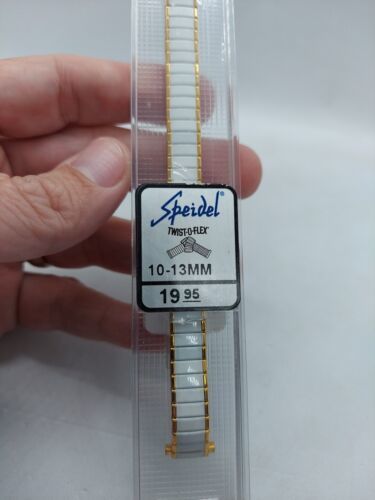 Speidel®
TWIST-O-FLEX®
10-13MM
19 95